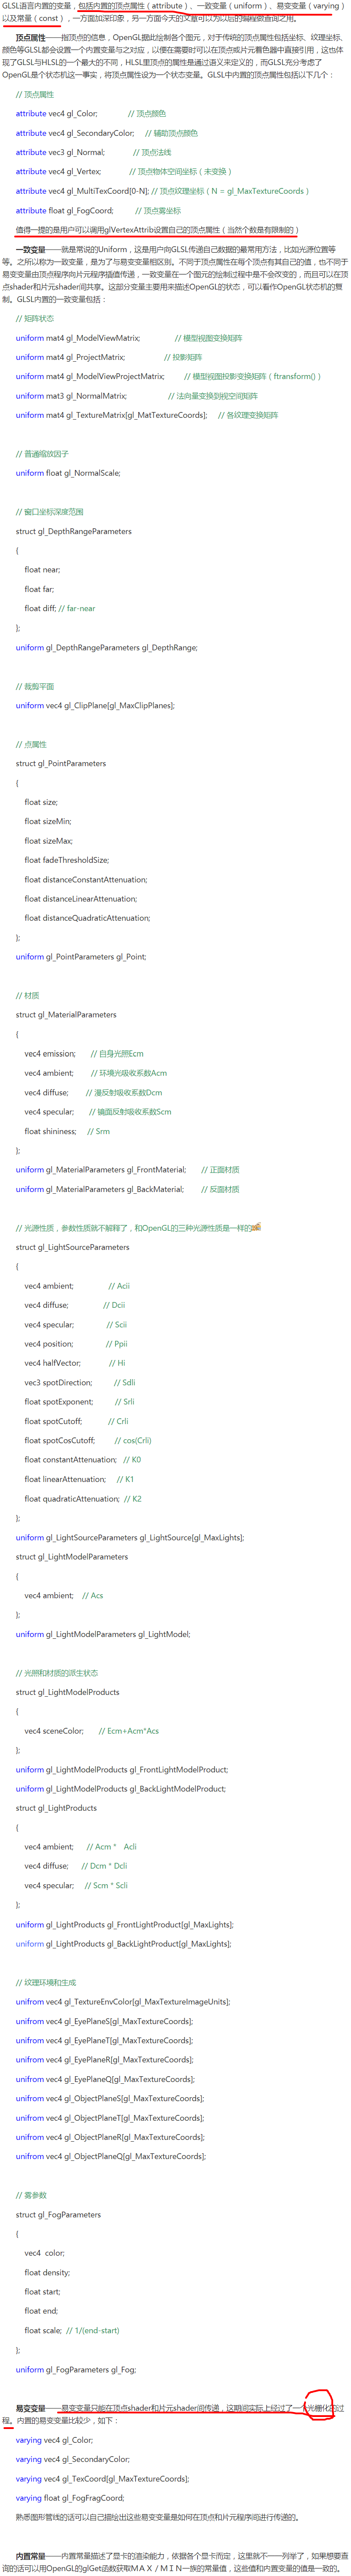 GLSL语言内置的变量，包括内置的顶点属性（attribute）、一致变量（uniform）、易变变量（varying）
以及常量（const），一方面加深印象，另一方面今天的文章可以为以后的编程做查询之用。
顶点属性——指顶点的信息，OpenGL据此绘制各个图元，对于传统的顶点属性包括坐标、纹理坐标、
颜色等GLSL都会设置一个内置变量与之对应，以便在需要时可以在顶点或片元着色器中直接引用，这也体
现了GLSL与HLSL的一个最大的不同，HLSL里顶点的属性是通过语义来定义的，而GLSL充分考虑了
OpenGL是个状态机这一事实，将顶点属性设为一个状态变量。GLSL中内置的顶点属性包括以下几个：
// 顶点属性
attribute vec4 gl_Color; // 顶点颜色
attribute vec4 gl_SecondaryColor; // 辅助顶点颜色
attribute vec3 gl_Normal; // 顶点法线
attribute vec4 gl_Vertex; // 顶点物体空间坐标（未变换）
attribute vec4 gl_MultiTexCoord[0-N]; // 顶点纹理坐标（N = gl_MaxTextureCoords）
attribute float gl_FogCoord; // 顶点雾坐标
值得一提的是用户可以调用glVertexAttrib设置自己的顶点属性（当然个数是有限制的）
一致变量——就是常说的Uniform，这是用户向GLSL传递自己数据的最常用方法，比如光源位置等
等。之所以称为一致变量，是为了与易变变量相区别。不同于顶点属性在每个顶点有其自己的值，也不同于
易变变量由顶点程序向片元程序插值传递，一致变量在一个图元的绘制过程中是不会改变的，而且可以在顶
点shader和片元shader间共享。这部分变量主要用来描述OpenGL的状态，可以看作OpenGL状态机的复
制。GLSL内置的一致变量包括：
// 矩阵状态
uniform mat4 gl_ModelViewMatrix; // 模型视图变换矩阵
uniform mat4 gl_ProjectMatrix; // 投影矩阵
uniform mat4 gl_ModelViewProjectMatrix; // 模型视图投影变换矩阵（ftransform()）
uniform mat3 gl_NormalMatrix; // 法向量变换到视空间矩阵
uniform mat4 gl_TextureMatrix[gl_MatTextureCoords]; // 各纹理变换矩阵
// 普通缩放因子
uniform float gl_NormalScale;
// 窗口坐标深度范围
struct gl_DepthRangeParameters
{
float near;
float far;
float diff; // far-near
};
uniform gl_DepthRangeParameters gl_DepthRange;
// 裁剪平面
uniform vec4 gl_ClipPlane[gl_MaxClipPlanes];
// 点属性
struct gl_PointParameters
{
float size;
float sizeMin;
float sizeMax;
float fadeThresholdSize;
float distanceConstantAttenuation;
float distanceLinearAttenuation;
float distanceQuadraticAttenuation;
};
uniform gl_PointParameters gl_Point;
// 材质
struct gl_MaterialParameters
{
vec4 emission; // 自身光照Ecm
vec4 ambient; // 环境光吸收系数Acm
vec4 diffuse; // 漫反射吸收系数Dcm
vec4 specular; // 镜面反射吸收系数Scm
float shininess; // Srm
};
uniform gl_MaterialParameters gl_FrontMaterial; // 正面材质
uniform gl_MaterialParameters gl_BackMaterial; // 反面材质
// 光源性质，参数性质就不解释了，和OpenGL的三种光源性质是一样的
struct gl_LightSourceParameters
{
vec4 ambient; // Acii
vec4 diffuse; // Dcii
vec4 specular; // Scii
vec4 position; // Ppii
vec4 halfVector; // Hi
vec3 spotDirection; // Sdli
float spotExponent; // Srli
float spotCutoff; // Crli
float spotCosCutoff; // cos(Crli)
float constantAttenuation; // K0
float linearAttenuation; // K1
float quadraticAttenuation; // K2
};
uniform gl_LightSourceParameters gl_LightSource[gl_MaxLights];
struct gl_LightModelParameters
{
vec4 ambient; // Acs
};
uniform gl_LightModelParameters gl_LightModel;
// 光照和材质的派生状态
struct gl_LightModelProducts
{
vec4 sceneColor; // Ecm+Acm*Acs
};
uniform gl_LightModelProducts gl_FrontLightModelProduct;
uniform gl_LightModelProducts gl_BackLightModelProduct;
struct gl_LightProducts
{
vec4 ambient; // Acm * Acli
vec4 diffuse; // Dcm * Dcli
vec4 specular; // Scm * Scli
};
uniform gl_LightProducts gl_FrontLightProduct[gl_MaxLights];
uniform gl_LightProducts gl_BackLightProduct[gl_MaxLights];
// 纹理环境和生成
unifrom vec4 gl_TextureEnvColor[gl_MaxTextureImageUnits];
unifrom vec4 gl_EyePlaneS[gl_MaxTextureCoords];
unifrom vec4 gl_EyePlaneT[gl_MaxTextureCoords];
unifrom vec4 gl_EyePlaneR[gl_MaxTextureCoords];
unifrom vec4 gl_EyePlaneQ[gl_MaxTextureCoords];
unifrom vec4 gl_ObjectPlaneS[gl_MaxTextureCoords];
unifrom vec4 gl_ObjectPlaneT[gl_MaxTextureCoords];
unifrom vec4 gl_ObjectPlaneR[gl_MaxTextureCoords];
unifrom vec4 gl_ObjectPlaneQ[gl_MaxTextureCoords];
// 雾参数
struct gl_FogParameters
{
vec4 color;
float density;
float start;
float end;
float scale; // 1/(end-start)
};
uniform gl_FogParameters gl_Fog;
易变变量——易变变量只能在顶点shader和片元shader间传递，这期间实际上经过了一个光栅化的过
程。内置的易变变量比较少，如下：
varying vec4 gl_Color;
varying vec4 gl_SecondaryColor;
varying vec4 gl_TexCoord[gl_MaxTextureCoords];
varying float gl_FogFragCoord;
熟悉图形管线的话可以自己描绘出这些易变变量是如何在顶点和片元程序间进行传递的。
内置常量——内置常量描述了显卡的渲染能力，依据各个显卡而定，这里就不一一列举了，如果想要查
询的话可以用OpenGL的glGet函数获取ＭＡＸ／ＭＩＮ一族的常量值，这些值和内置变量的值是一致的。